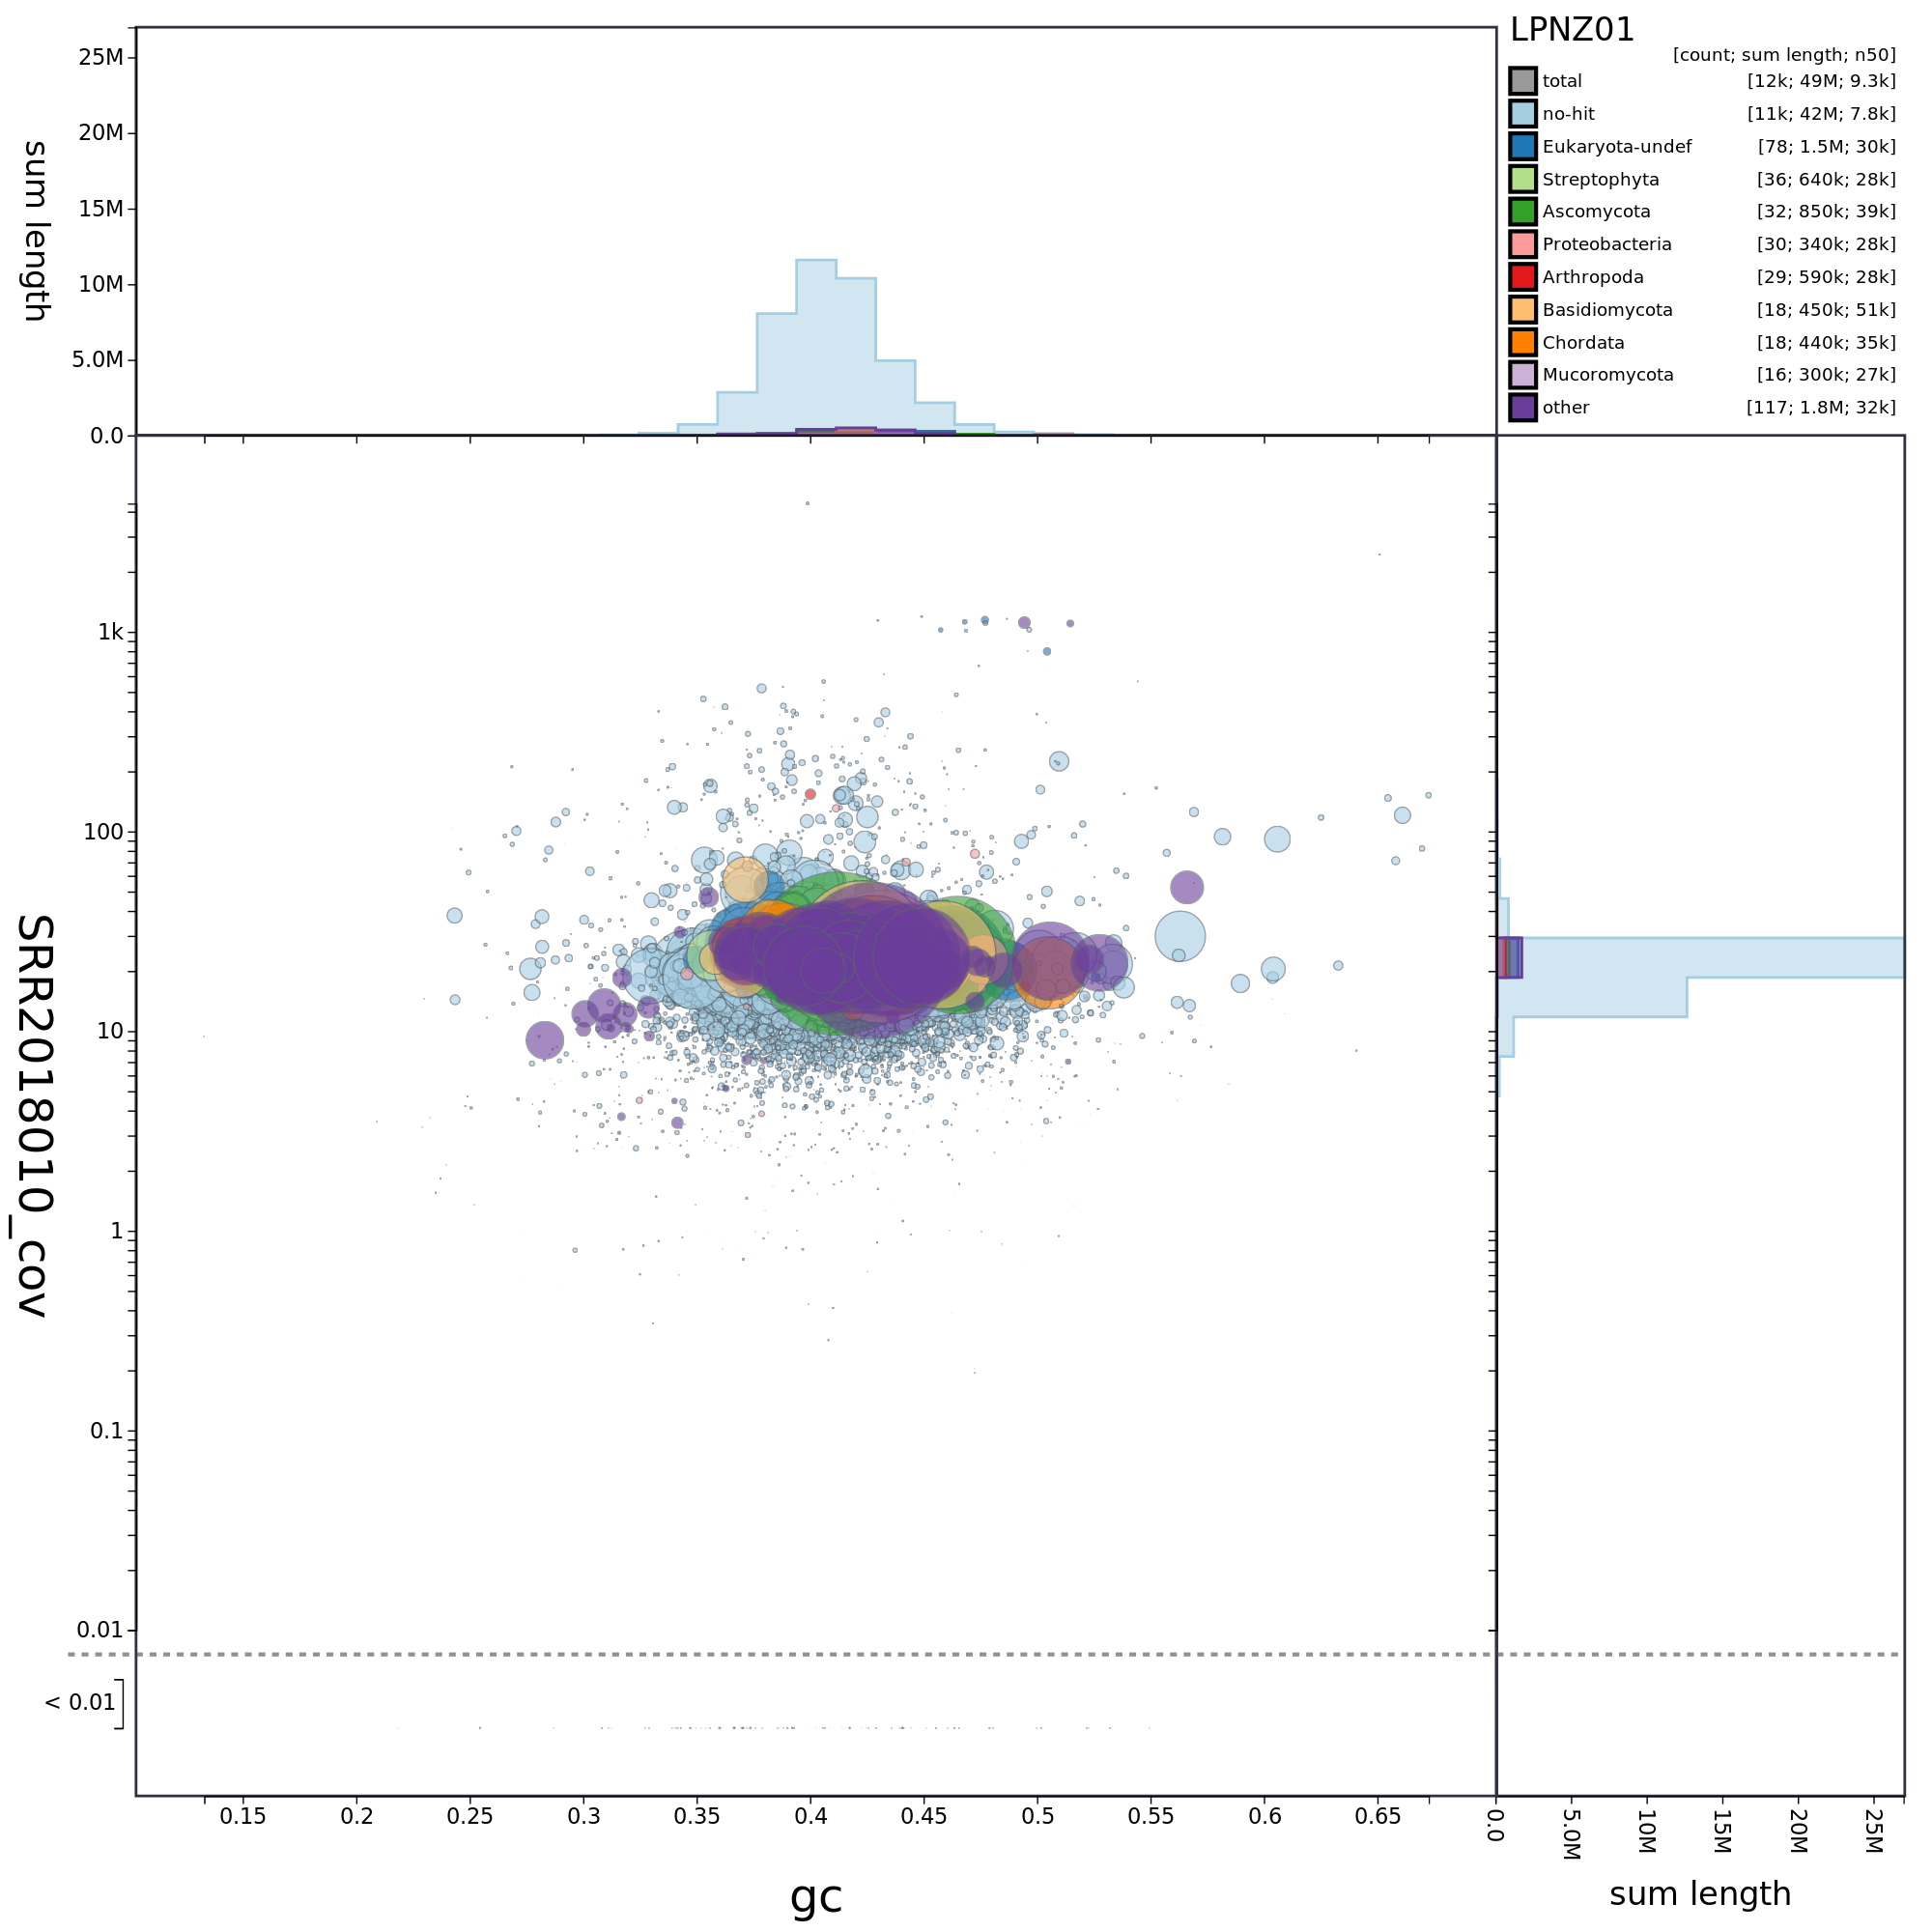 LPNZ01
[count; sum length; n50]
total [12k; 49M; 9.3k]
no-hit [11k; 42M; 7.8k]
Eukaryota-undef [78; 1.5M; 30k]
Streptophyta [36; 640k; 28k]
Ascomycota [32; 850k; 39k]
Proteobacteria [30; 340k; 28k]
Arthropoda [29; 590k; 28k]
Basidiomycota [18; 450k; 51k]
Chordata [18; 440k; 35k]
Mucoromycota [16; 300k; 27k]
other [117; 1.8M; 32k]
sum length
25M
20M
15M
10M
5.0M
0.0
SRR2018010_cov
1k
100
10
1
0.1
0.01
< 0.01
0.15 0.2 0.25 0.3 0.35 0.4 0.45 0.5 0.55 0.6 0.65
gc
0.0 5.0M 10M 15M 20M 25M
sum length